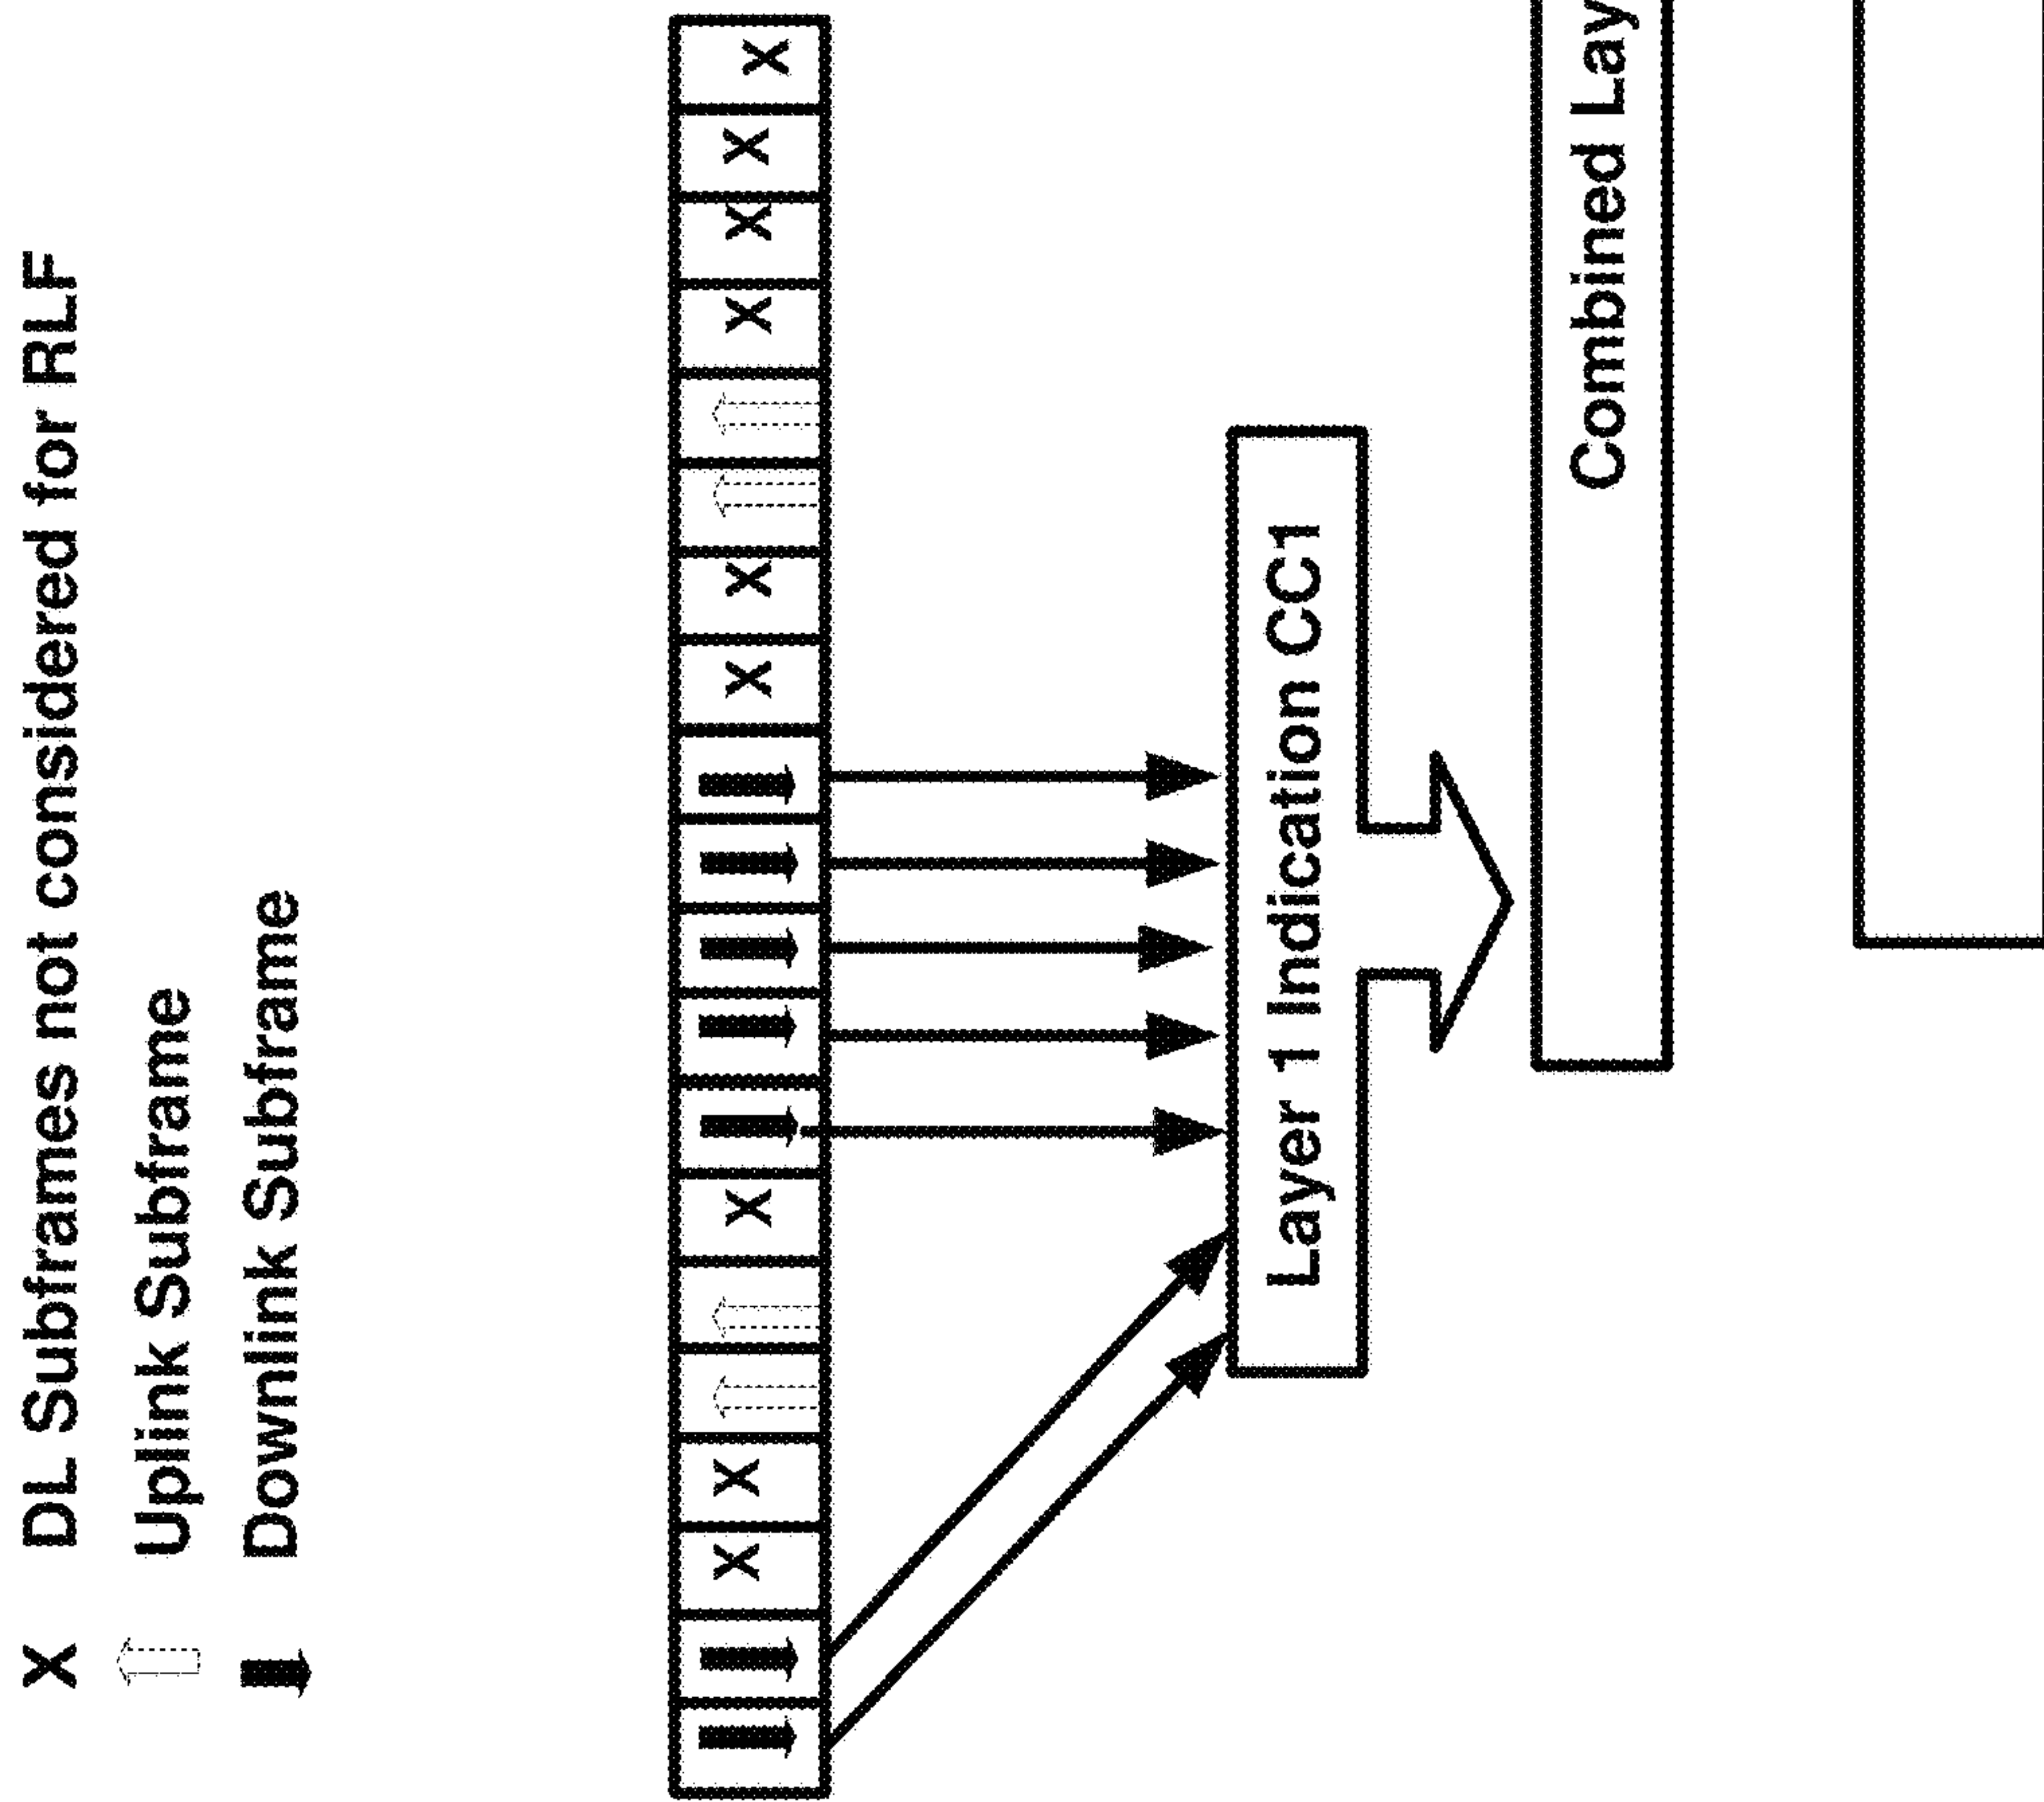 X DL Subframes not considered for RLF
Uplink Subframe
Downlink Subframe
X X X X X X X X X
Layer 1 Indication CC1
Combined Lay